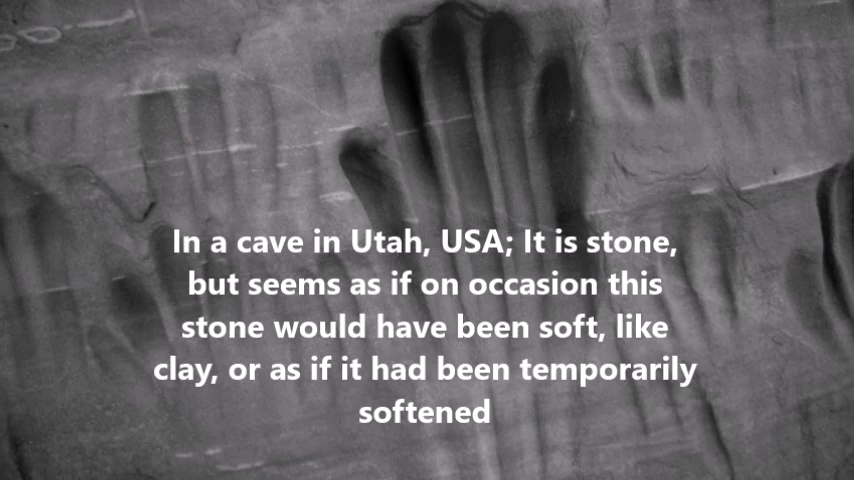 In a cave in Utah, USA; It is stone,
but seems as if on occasion this
stone would have been soft, like
clay, or as if it had been temporarily
softened